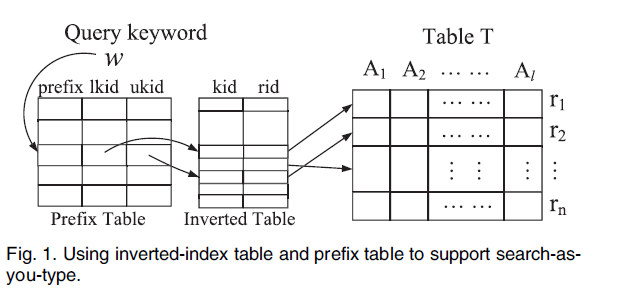 Query keyword
w
prefix lkid ukid
kid rid
Table T
A1 A2 ... ... Al
... ... r1
... ... r2
⋮ ⋮ ⋮ ⋮
... ... rn
Prefix Table
Inverted Table
Fig. 1. Using inverted-index table and prefix table to support search-as-
you-type.